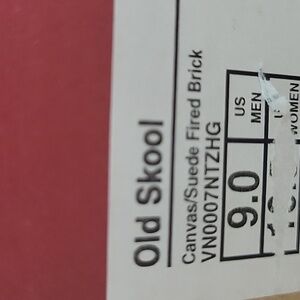 Old Skool
Canvas/Suede Fired Brick
VN0007NTZHG
US
MEN
9.0
WOMEN